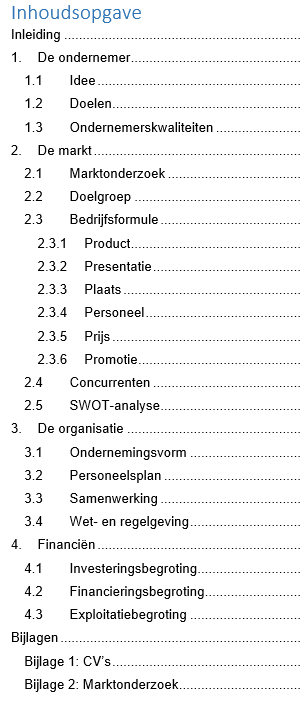 Inhoudsopgave
Inleiding
1. De ondernemer
1.1 Idee
1.2 Doelen
1.3 Ondernemerskwaliteiten
2. De markt
2.1 Marktonderzoek
2.2 Doelgroep
2.3 Bedrijfsformule
2.3.1 Product
2.3.2 Presentatie
2.3.3 Plaats
2.3.4 Personeel
2.3.5 Prijs
2.3.6 Promotie
2.4 Concurrenten
2.5 SWOT-analyse
3. De organisatie
3.1 Ondernemingsvorm
3.2 Personeelsplan
3.3 Samenwerking
3.4 Wet- en regelgeving
4. Financiën
4.1 Investeringsbegroting
4.2 Financieringsbegroting
4.3 Exploitatiebegroting
Bijlagen
Bijlage 1: CV's
Bijlage 2: Marktonderzoek